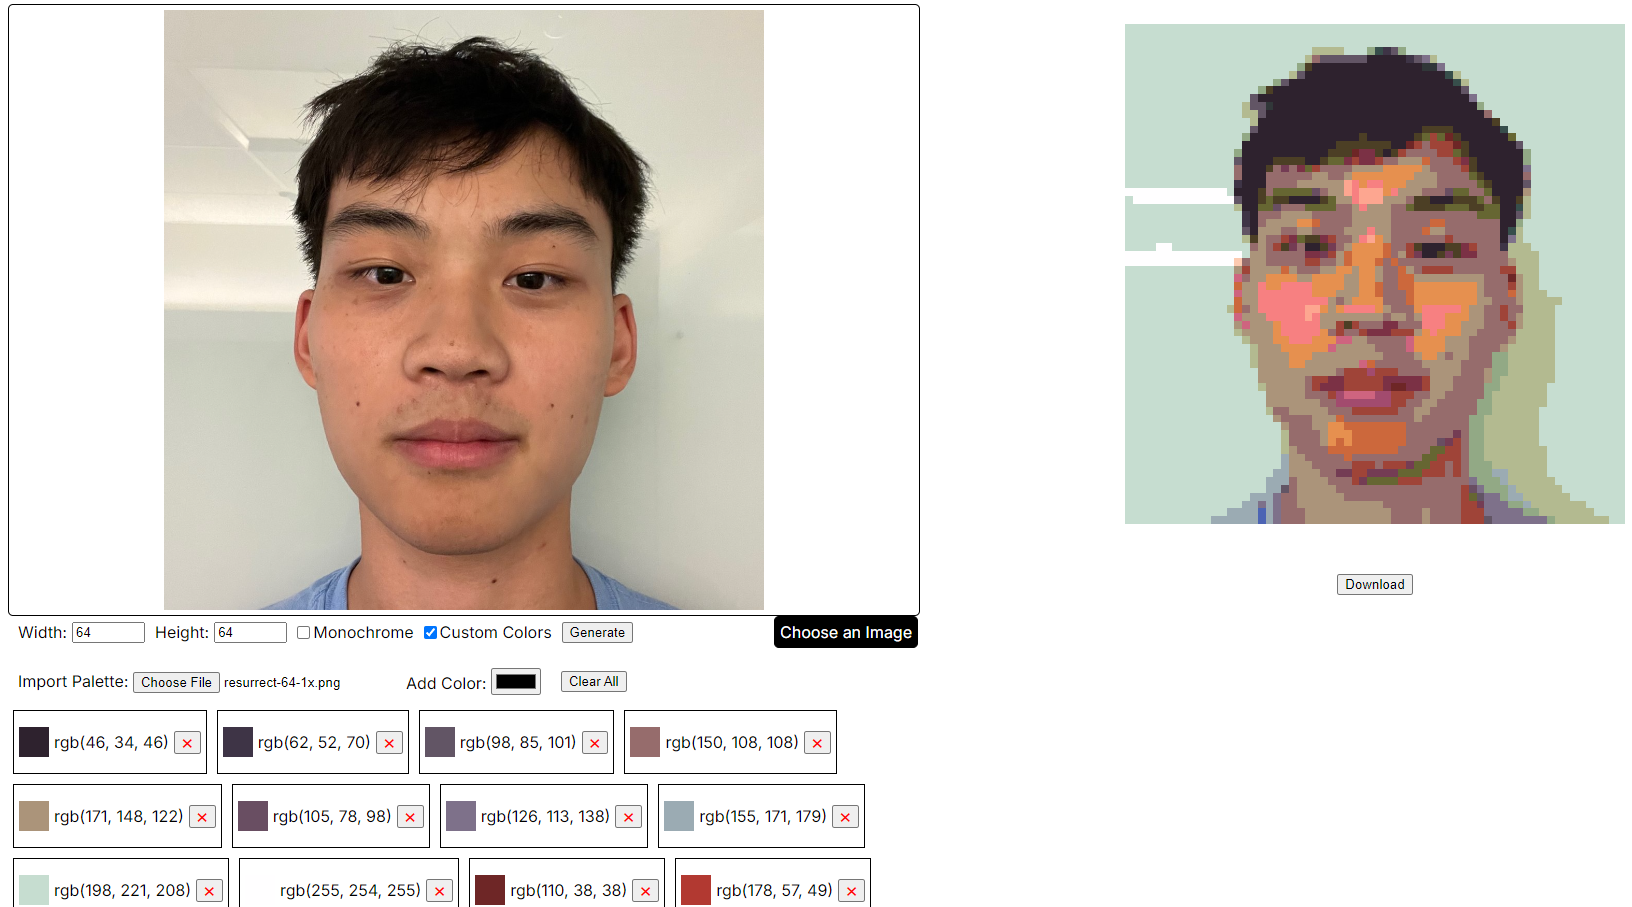 Width: 64 Height: 64 Monochrome Custom Colors Generate Choose an Image
Download
Import Palette: Choose File resurrect-64-1x.png Add Color: Clear All
rgb(46, 34, 46) × rgb(62, 52, 70) × rgb(98, 85, 101) × rgb(150, 108, 108) ×
rgb(171, 148, 122) × rgb(105, 78, 98) × rgb(126, 113, 138) × rgb(155, 171, 179) ×
rgb(198, 221, 208) × rgb(255, 254, 255) × rgb(110, 38, 38) × rgb(178, 57, 49) ×